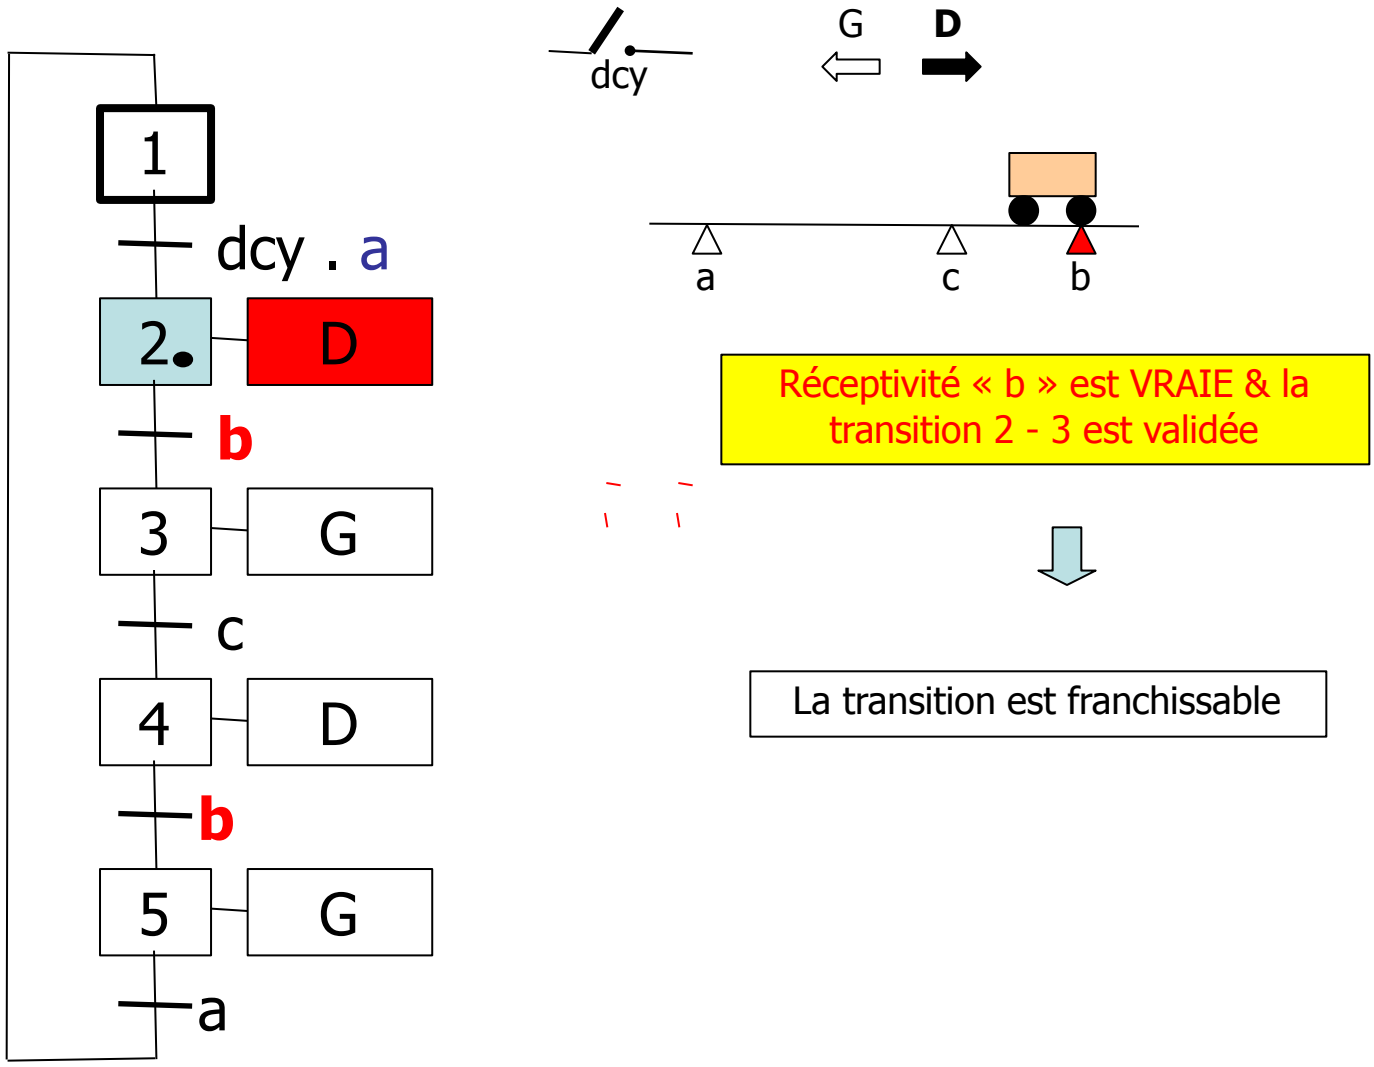 G D
dcy
1
dcy . a
a c b
2 D
Réceptivité « b » est VRAIE & la
transition 2 - 3 est validée
b
3 G
c
La transition est franchissable
4 D
b
5 G
a